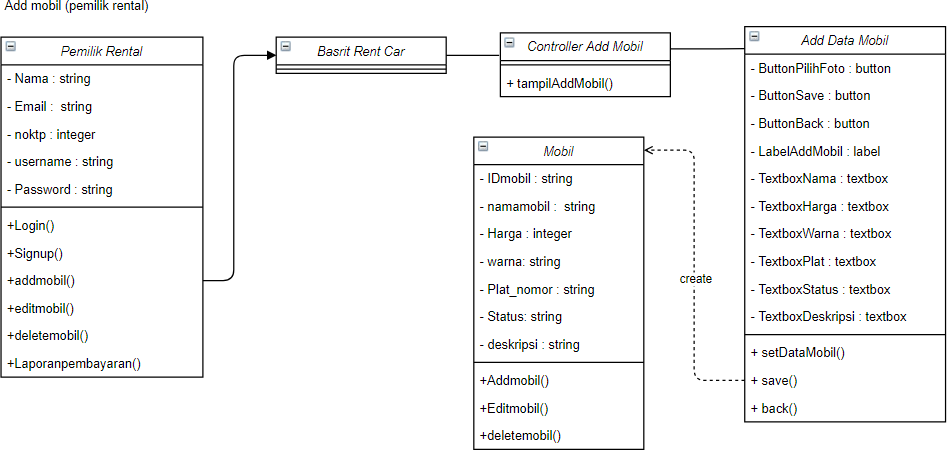 Add mobil (pemilik rental)
Pemilik Rental
- Nama : string
- Email : string
- noktp : integer
- username : string
- Password : string
+Login()
+Signup()
+addmobil()
+editmobil()
+deletemobil()
+Laporanpembayaran()
Basrit Rent Car
Controller Add Mobil
+ tampilAddMobil()
Mobil
- IDmobil : string
- namamobil : string
- Harga : integer
- warna: string
- Plat_nomor : string
- Status: string
- deskripsi : string
+Addmobil()
+Editmobil()
+deletemobil()
create
Add Data Mobil
- ButtonPilihFoto : button
- ButtonSave : button
- ButtonBack : button
- LabelAddMobil : label
- TextboxNama : textbox
- TextboxHarga : textbox
- TextboxWarna : textbox
- TextboxPlat : textbox
- TextboxStatus : textbox
- TextboxDeskripsi : textbox
+ setDataMobil()
+ save()
+ back()